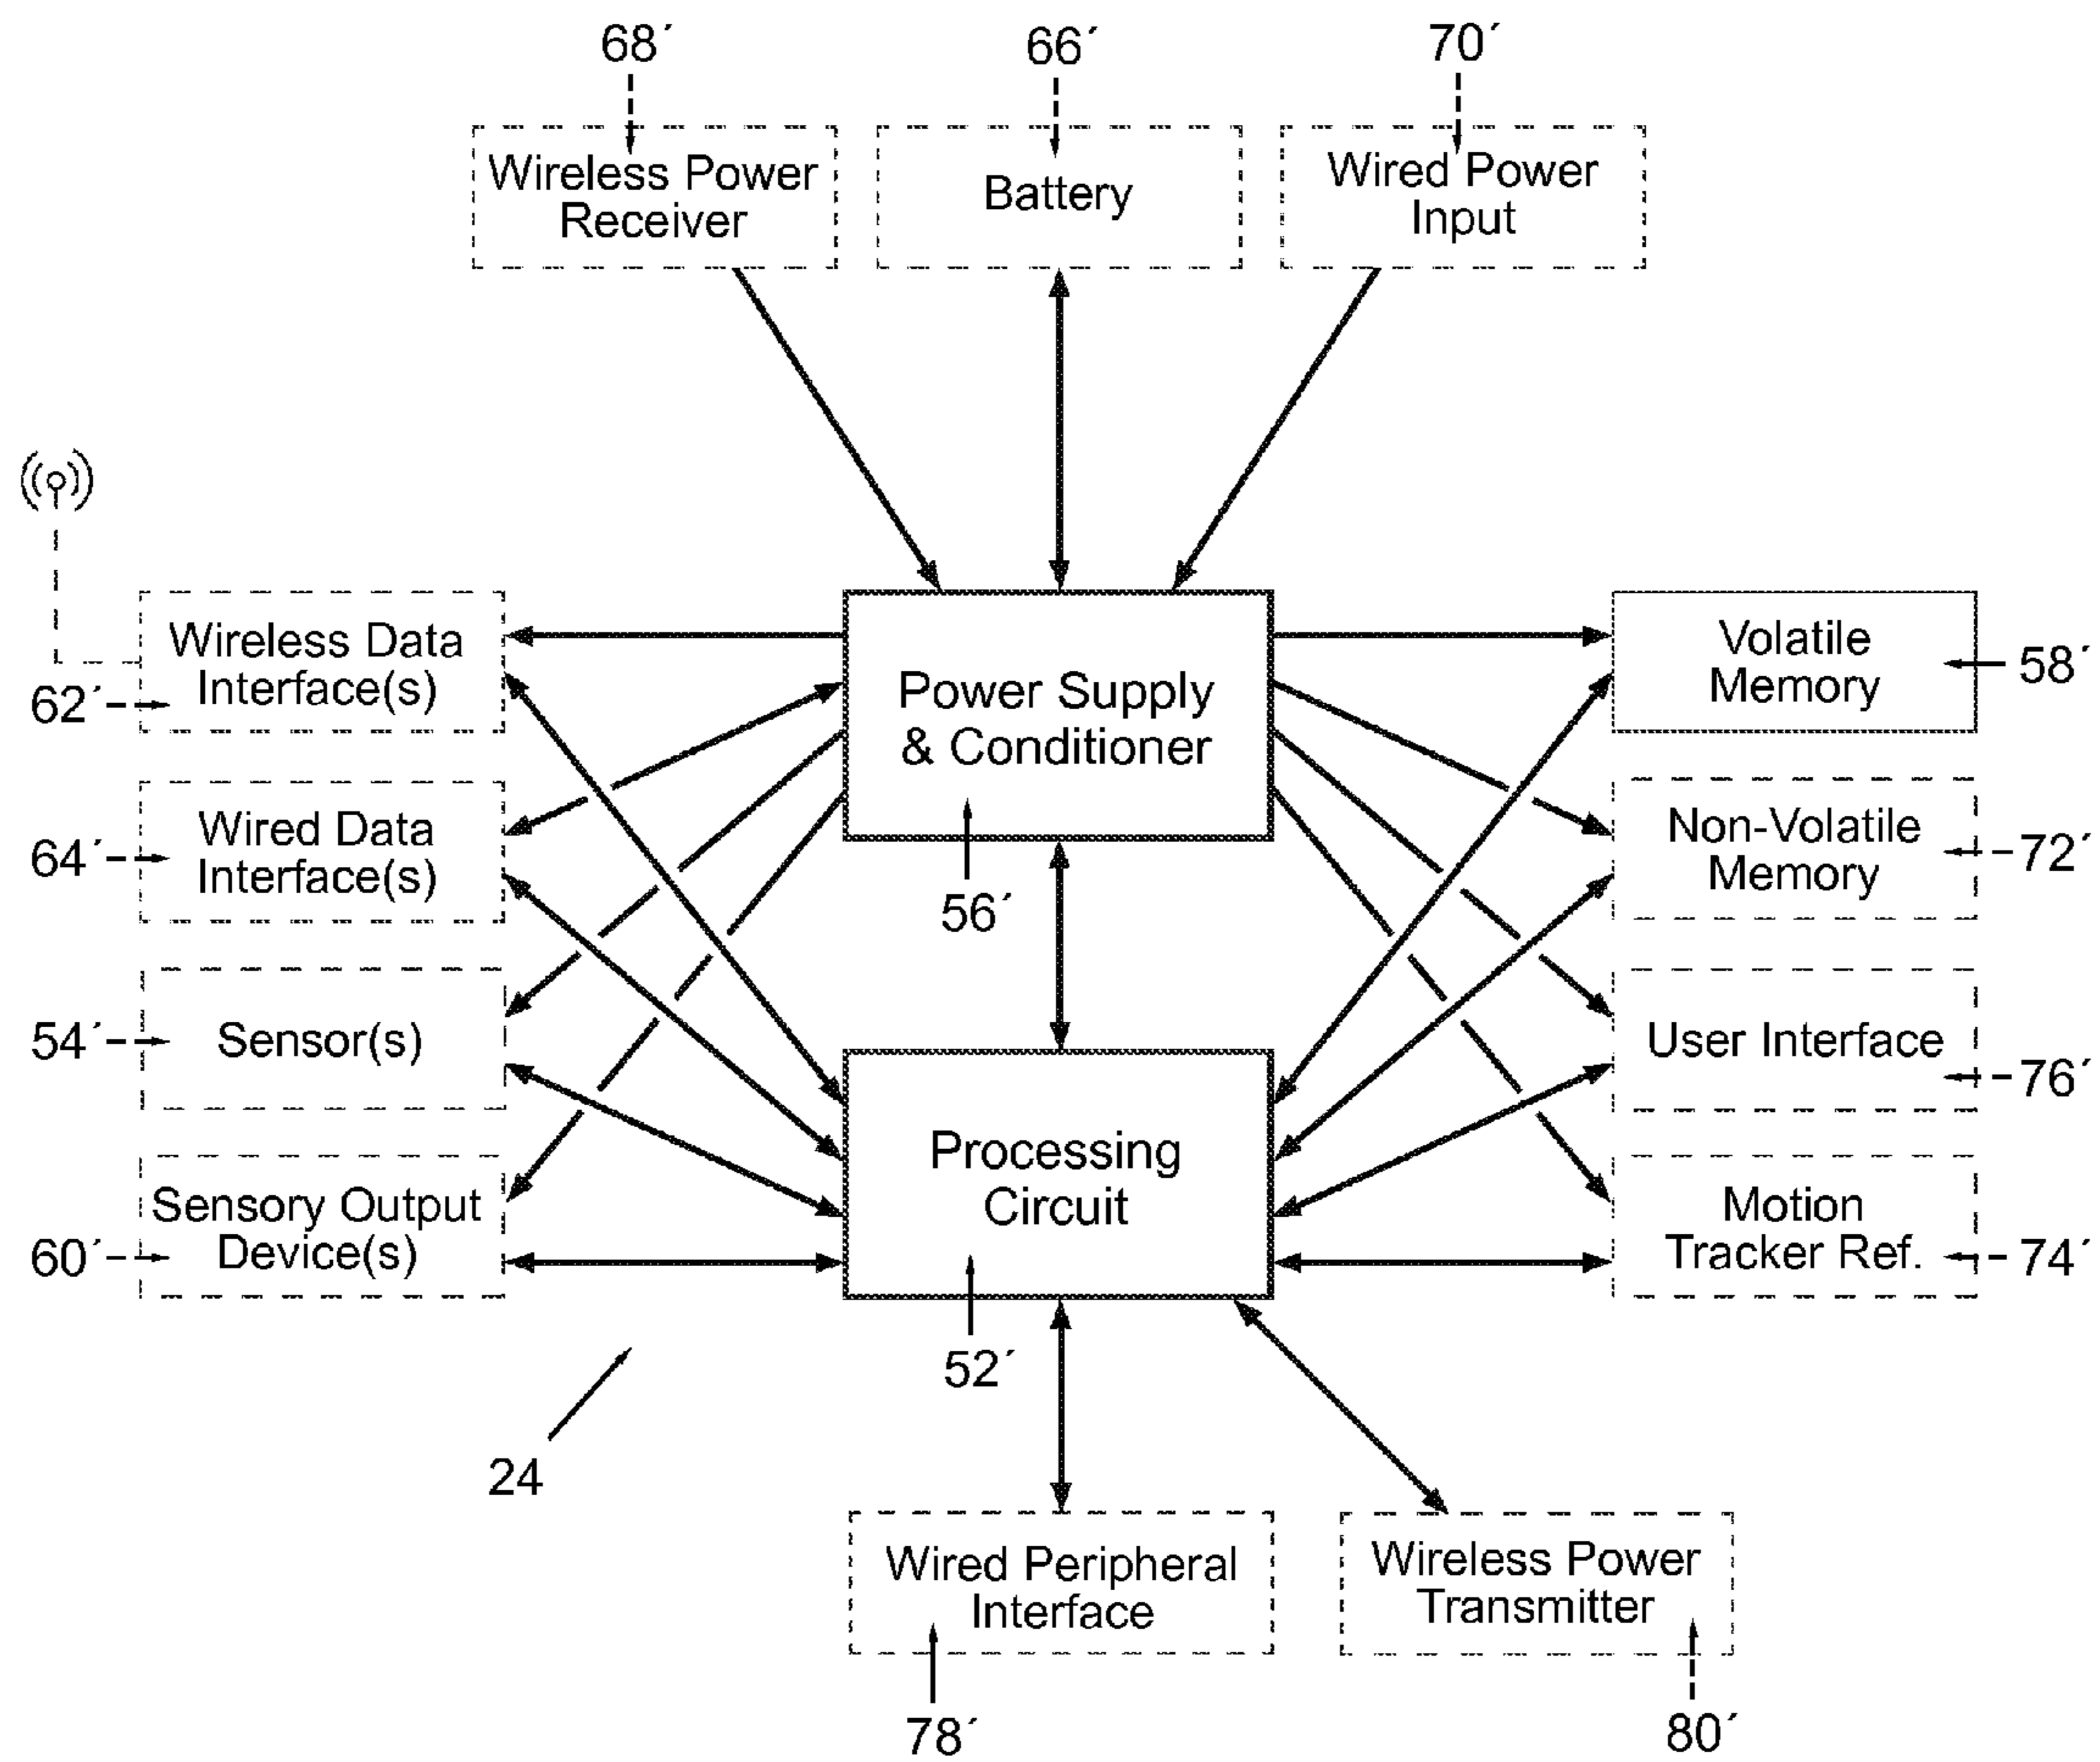 68´
66´
70´
Wireless Power
Receiver
Battery
Wired Power
Input
Wireless Data
Interface(s)
62´
Power Supply
& Conditioner
56´
Volatile
Memory
58´
Wired Data
Interface(s)
64´
Non-Volatile
Memory
72´
Sensor(s)
54´
User Interface
76´
Sensory Output
Device(s)
60´
Processing
Circuit
52´
Motion
Tracker Ref.
74´
24
Wired Peripheral
Interface
78´
Wireless Power
Transmitter
80´